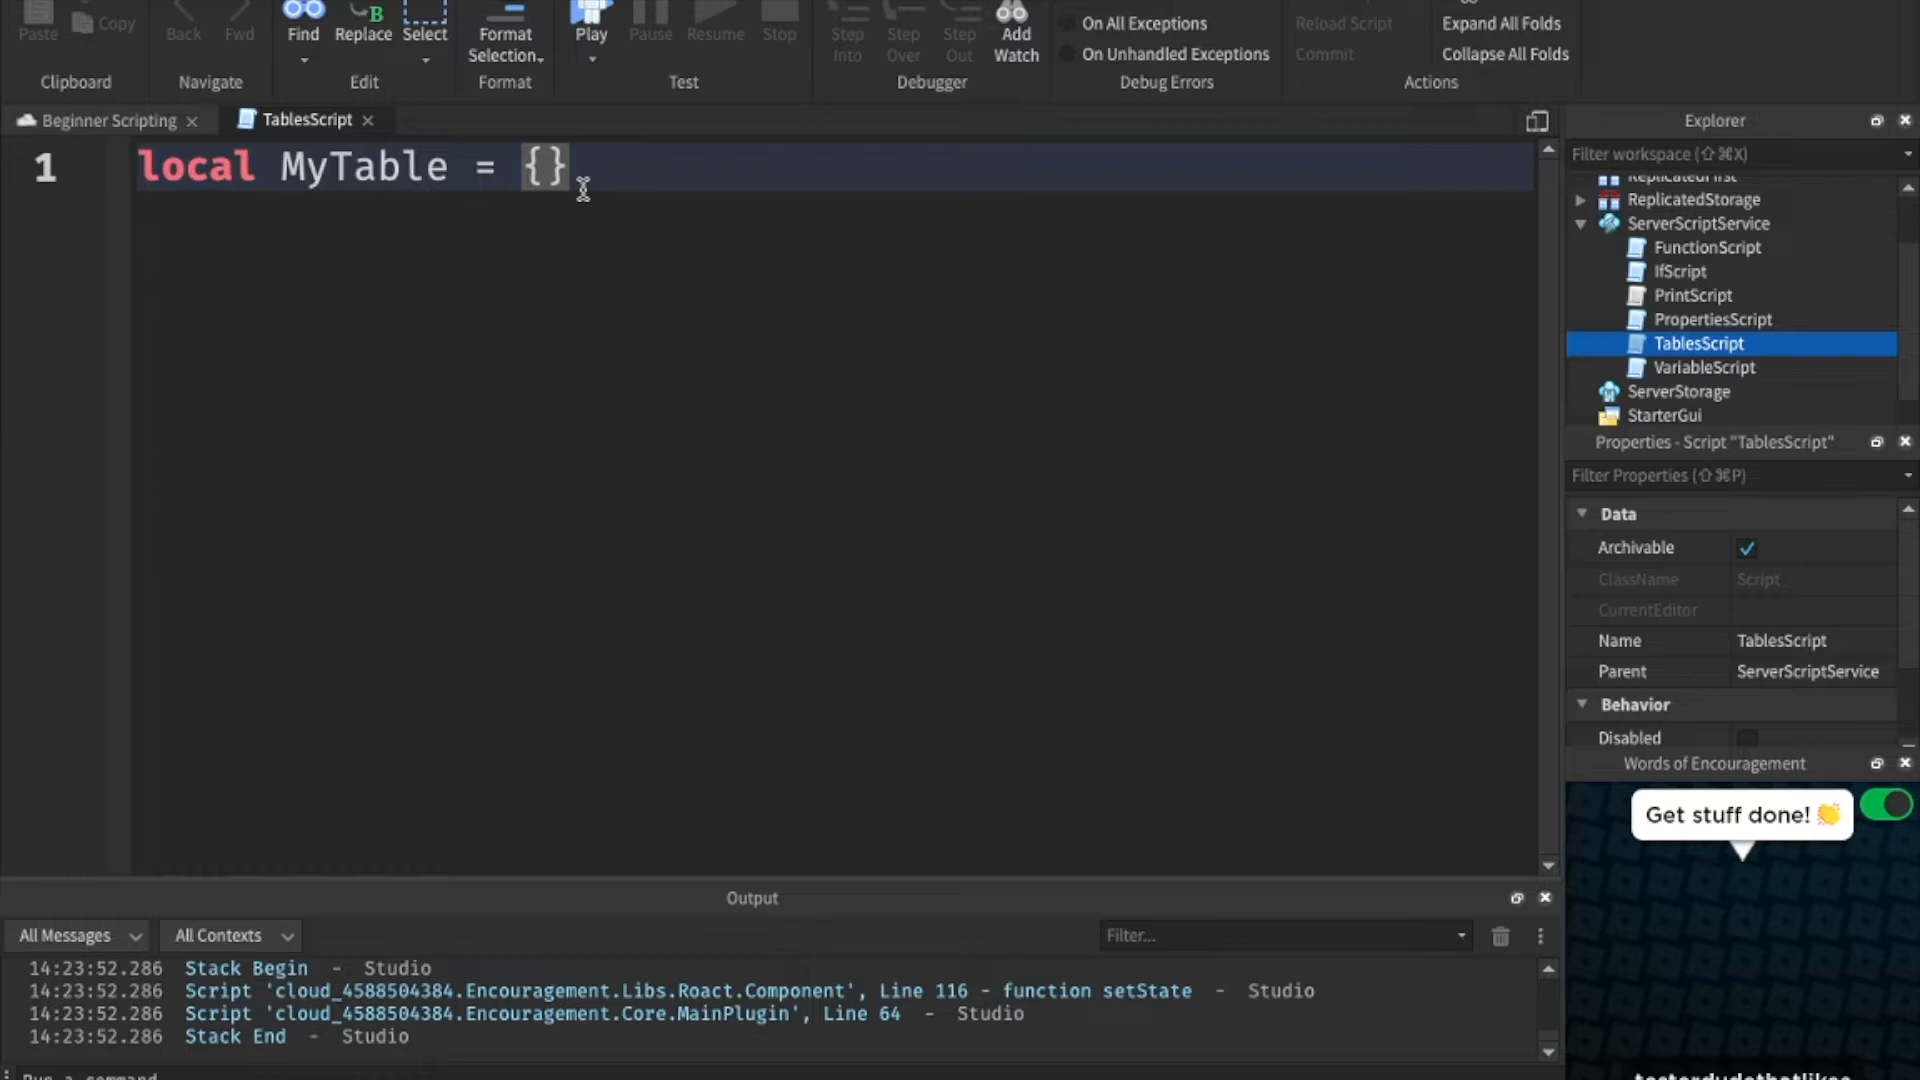 Paste
Copy
Back
Fwd
Find
Replace
Select
Format
Selection
Play
Pause
Resume
Stop
Step
Into
Step
Over
Step
Out
Add
Watch
On All Exceptions
On Unhandled Exceptions
Reload Script
Commit
Expand All Folds
Collapse All Folds
Clipboard
Navigate
Edit
Format
Test
Debugger
Debug Errors
Actions
Beginner Scripting
TablesScript
1
local MyTable = {}
Explorer
Filter workspace (⇧⌘X)
ReplicatedFirst
ReplicatedStorage
ServerScriptService
FunctionScript
IfScript
PrintScript
PropertiesScript
TablesScript
VariableScript
ServerStorage
StarterGui
Properties - Script "TablesScript"
Filter Properties (⇧⌘P)
Data
Archivable
ClassName Script
CurrentEditor
Name TablesScript
Parent ServerScriptService
Behavior
Disabled
Words of Encouragement
Get stuff done! 👏
Output
All Messages
All Contexts
Filter...
14:23:52.286 Stack Begin - Studio
14:23:52.286 Script 'cloud_4588504384.Encouragement.Libs.Roact.Component', Line 116 - function setState - Studio
14:23:52.286 Script 'cloud_4588504384.Encouragement.Core.MainPlugin', Line 64 - Studio
14:23:52.286 Stack End - Studio
Run a command